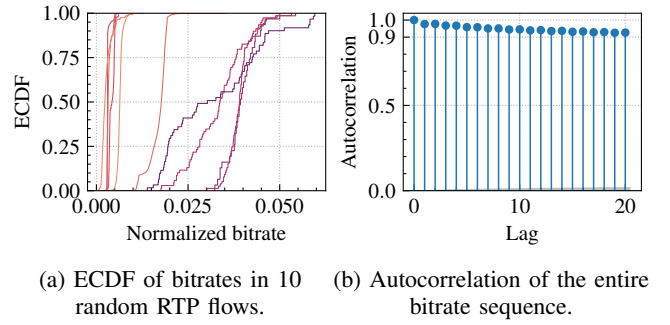 1.00
0.75
0.50
0.25
0.00
ECDF
0.000
0.025
0.050
Normalized bitrate
1.0
0.9
0.5
0.0
Autocorrelation
0
10
20
Lag
(a) ECDF of bitrates in 10
random RTP flows.
(b) Autocorrelation of the entire
bitrate sequence.